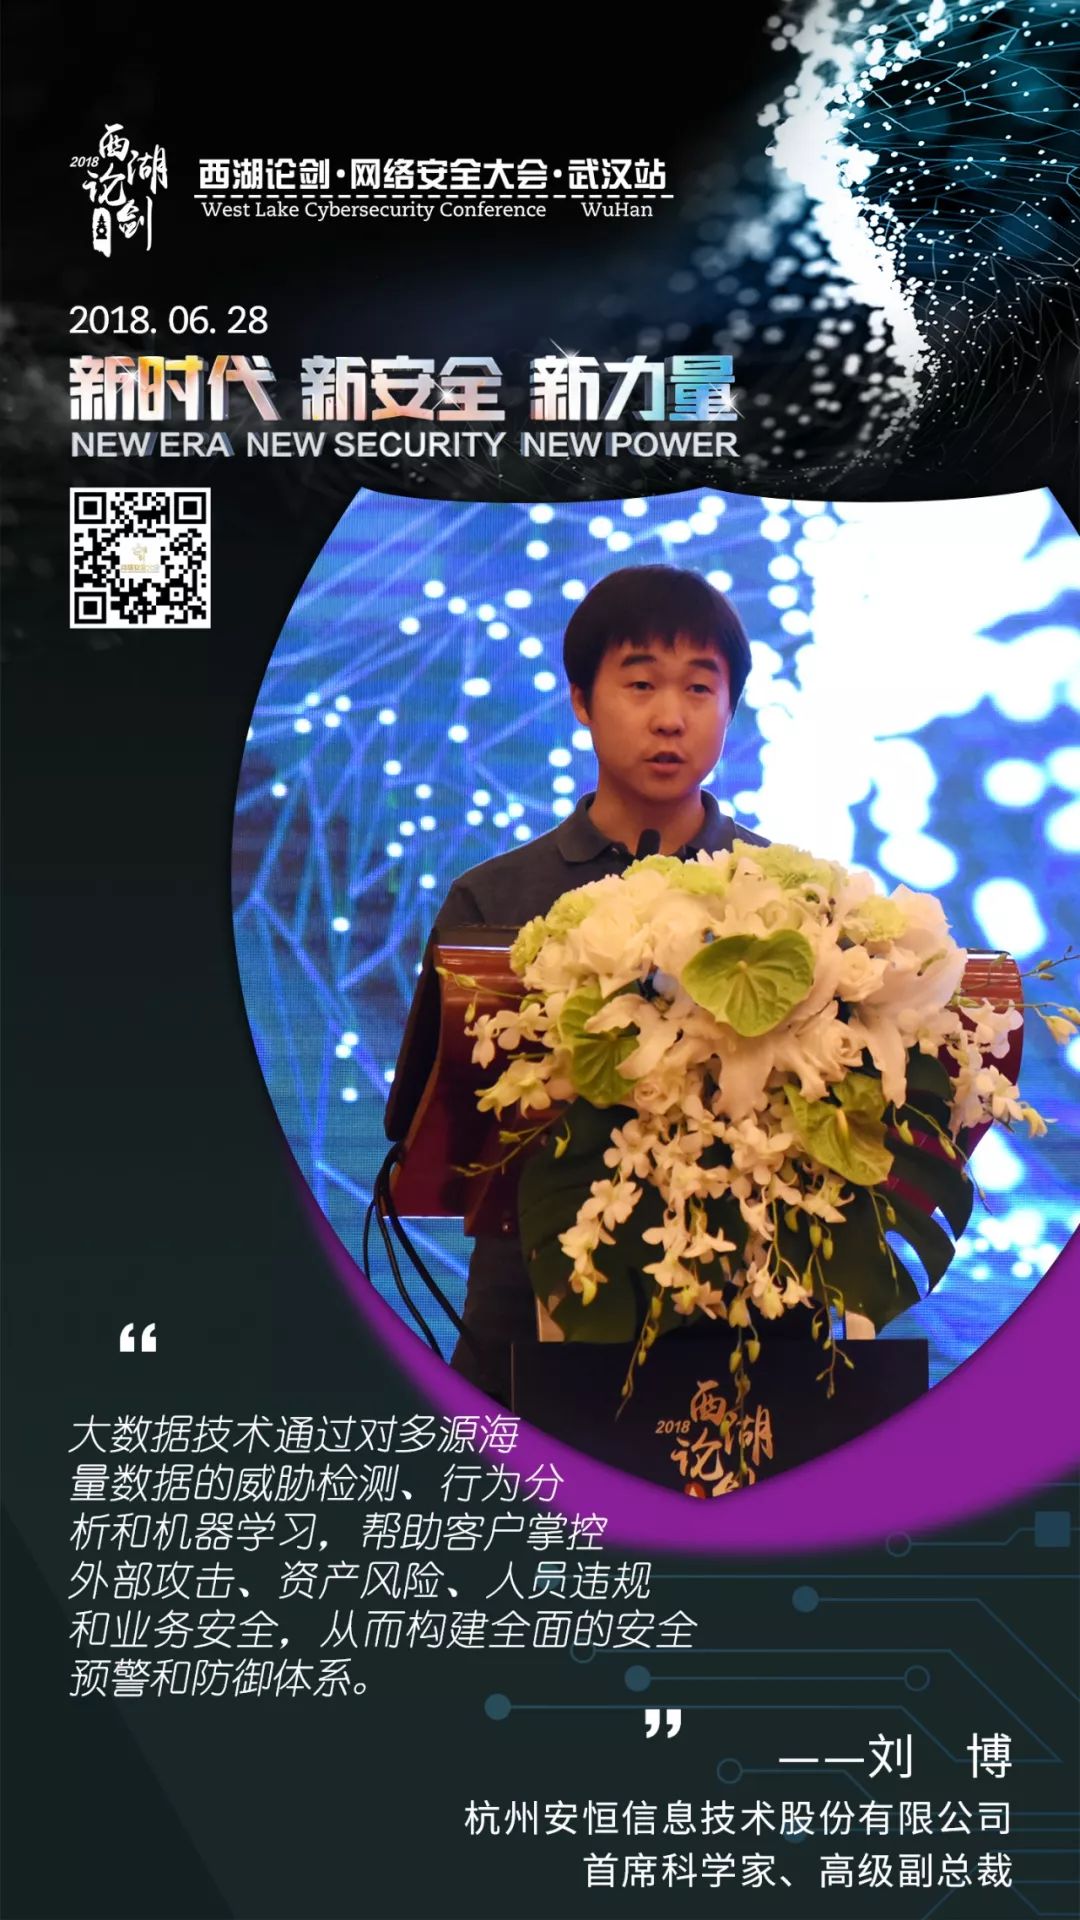 2018
西湖论剑
西湖论剑·网络安全大会·武汉站
West Lake Cybersecurity Conference WuHan
2018. 06. 28
新时代 新安全 新力量
NEW ERA NEW SECURITY NEW POWER
2018
西湖论剑
“
大数据技术通过对多源海
量数据的威胁检测、行为分
析和机器学习，帮助客户掌控
外部攻击、资产风险、人员违规
和业务安全，从而构建全面的安全
预警和防御体系。
”
——刘 博
杭州安恒信息技术股份有限公司
首席科学家、高级副总裁